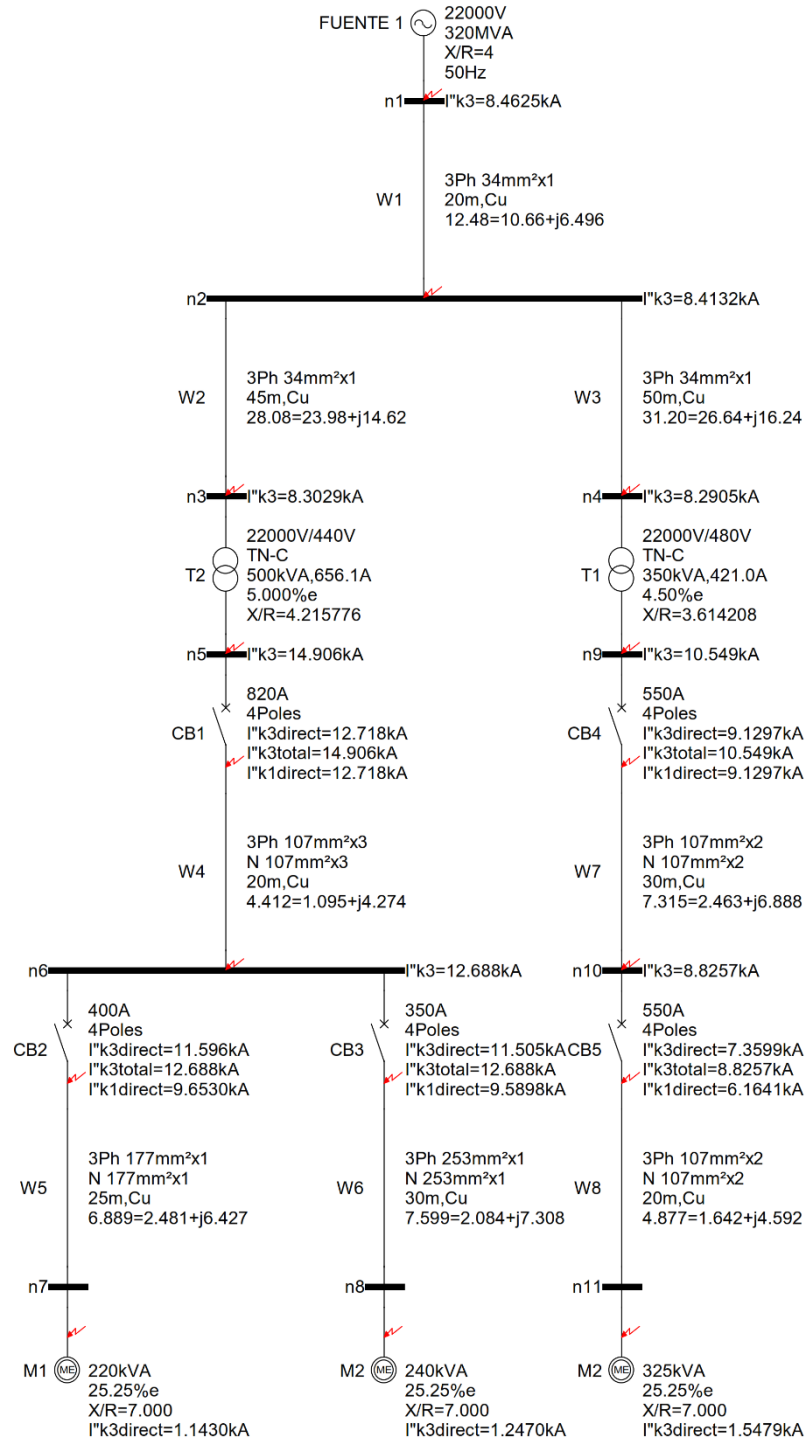 FUENTE 1
22000V
320MVA
X/R=4
50Hz
n1
I"k3=8.4625kA
W1
3Ph 34mm²x1
20m,Cu
12.48=10.66+j6.496
n2
I"k3=8.4132kA
W2
3Ph 34mm²x1
45m,Cu
28.08=23.98+j14.62
W3
3Ph 34mm²x1
50m,Cu
31.20=26.64+j16.24
n3
I"k3=8.3029kA
n4
I"k3=8.2905kA
T2
22000V/440V
TN-C
500kVA,656.1A
5.000%e
X/R=4.215776
T1
22000V/480V
TN-C
350kVA,421.0A
4.50%e
X/R=3.614208
n5
I"k3=14.906kA
n9
I"k3=10.549kA
CB1
820A
4Poles
I"k3direct=12.718kA
I"k3total=14.906kA
I"k1direct=12.718kA
CB4
550A
4Poles
I"k3direct=9.1297kA
I"k3total=10.549kA
I"k1direct=9.1297kA
W4
3Ph 107mm²x3
N 107mm²x3
20m,Cu
4.412=1.095+j4.274
W7
3Ph 107mm²x2
N 107mm²x2
30m,Cu
7.315=2.463+j6.888
n6
I"k3=12.688kA
n10
I"k3=8.8257kA
CB2
400A
4Poles
I"k3direct=11.596kA
I"k3total=12.688kA
I"k1direct=9.6530kA
CB3
350A
4Poles
I"k3direct=11.505kA
I"k3total=12.688kA
I"k1direct=9.5898kA
CB5
550A
4Poles
I"k3direct=7.3599kA
I"k3total=8.8257kA
I"k1direct=6.1641kA
W5
3Ph 177mm²x1
N 177mm²x1
25m,Cu
6.889=2.481+j6.427
W6
3Ph 253mm²x1
N 253mm²x1
30m,Cu
7.599=2.084+j7.308
W8
3Ph 107mm²x2
N 107mm²x2
20m,Cu
4.877=1.642+j4.592
n7
n8
n11
M1
ME
220kVA
25.25%e
X/R=7.000
I"k3direct=1.1430kA
M2
ME
240kVA
25.25%e
X/R=7.000
I"k3direct=1.2470kA
M2
ME
325kVA
25.25%e
X/R=7.000
I"k3direct=1.5479kA